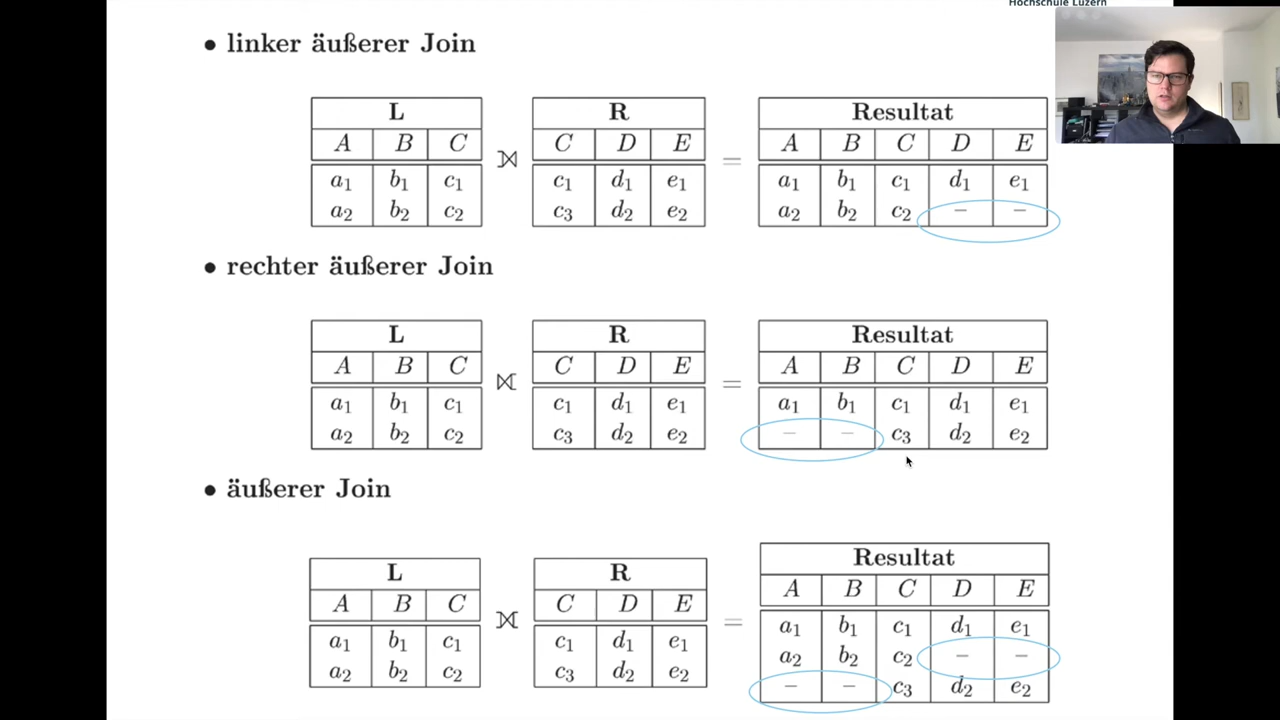 Hochschule Luzern
• linker äußerer Join
L R Resultat
A B C C D E A B C D E
a₁ b₁ c₁ ⟕ c₁ d₁ e₁ = a₁ b₁ c₁ d₁ e₁
a₂ b₂ c₂ c₃ d₂ e₂ a₂ b₂ c₂ – –
• rechter äußerer Join
L R Resultat
A B C C D E A B C D E
a₁ b₁ c₁ ⟖ c₁ d₁ e₁ = a₁ b₁ c₁ d₁ e₁
a₂ b₂ c₂ c₃ d₂ e₂ – – c₃ d₂ e₂
• äußerer Join
L R Resultat
A B C C D E A B C D E
a₁ b₁ c₁ ⟗ c₁ d₁ e₁ = a₁ b₁ c₁ d₁ e₁
a₂ b₂ c₂ c₃ d₂ e₂ a₂ b₂ c₂ – –
– – c₃ d₂ e₂